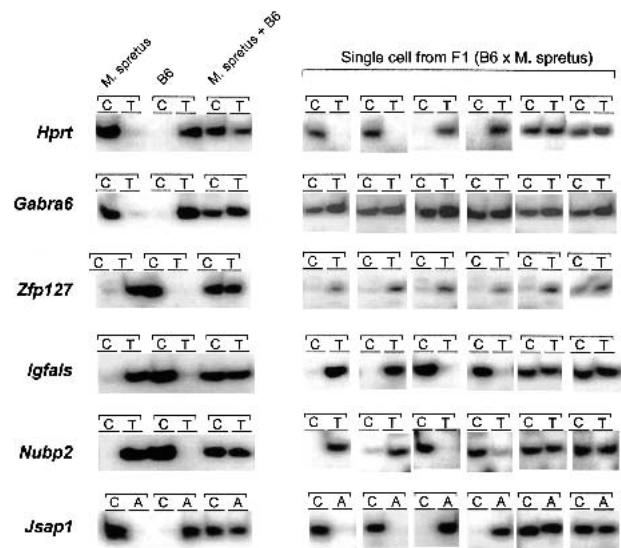 M. spretus B6 M. spretus + B6
Single cell from F1 (B6 x M. spretus)
C T C T C T C T C T C T C T C T C T
Hprt
C T C T C T C T C T C T C T C T C T
Gabra6
C T C T C T C T C T C T C T C T C T
Zfp127
C T C T C T C T C T C T C T C T C T
Igfals
C T C T C T C T C T C T C T C T C T
Nubp2
C A C A C A C A C A C A C A C A C A
Jsap1